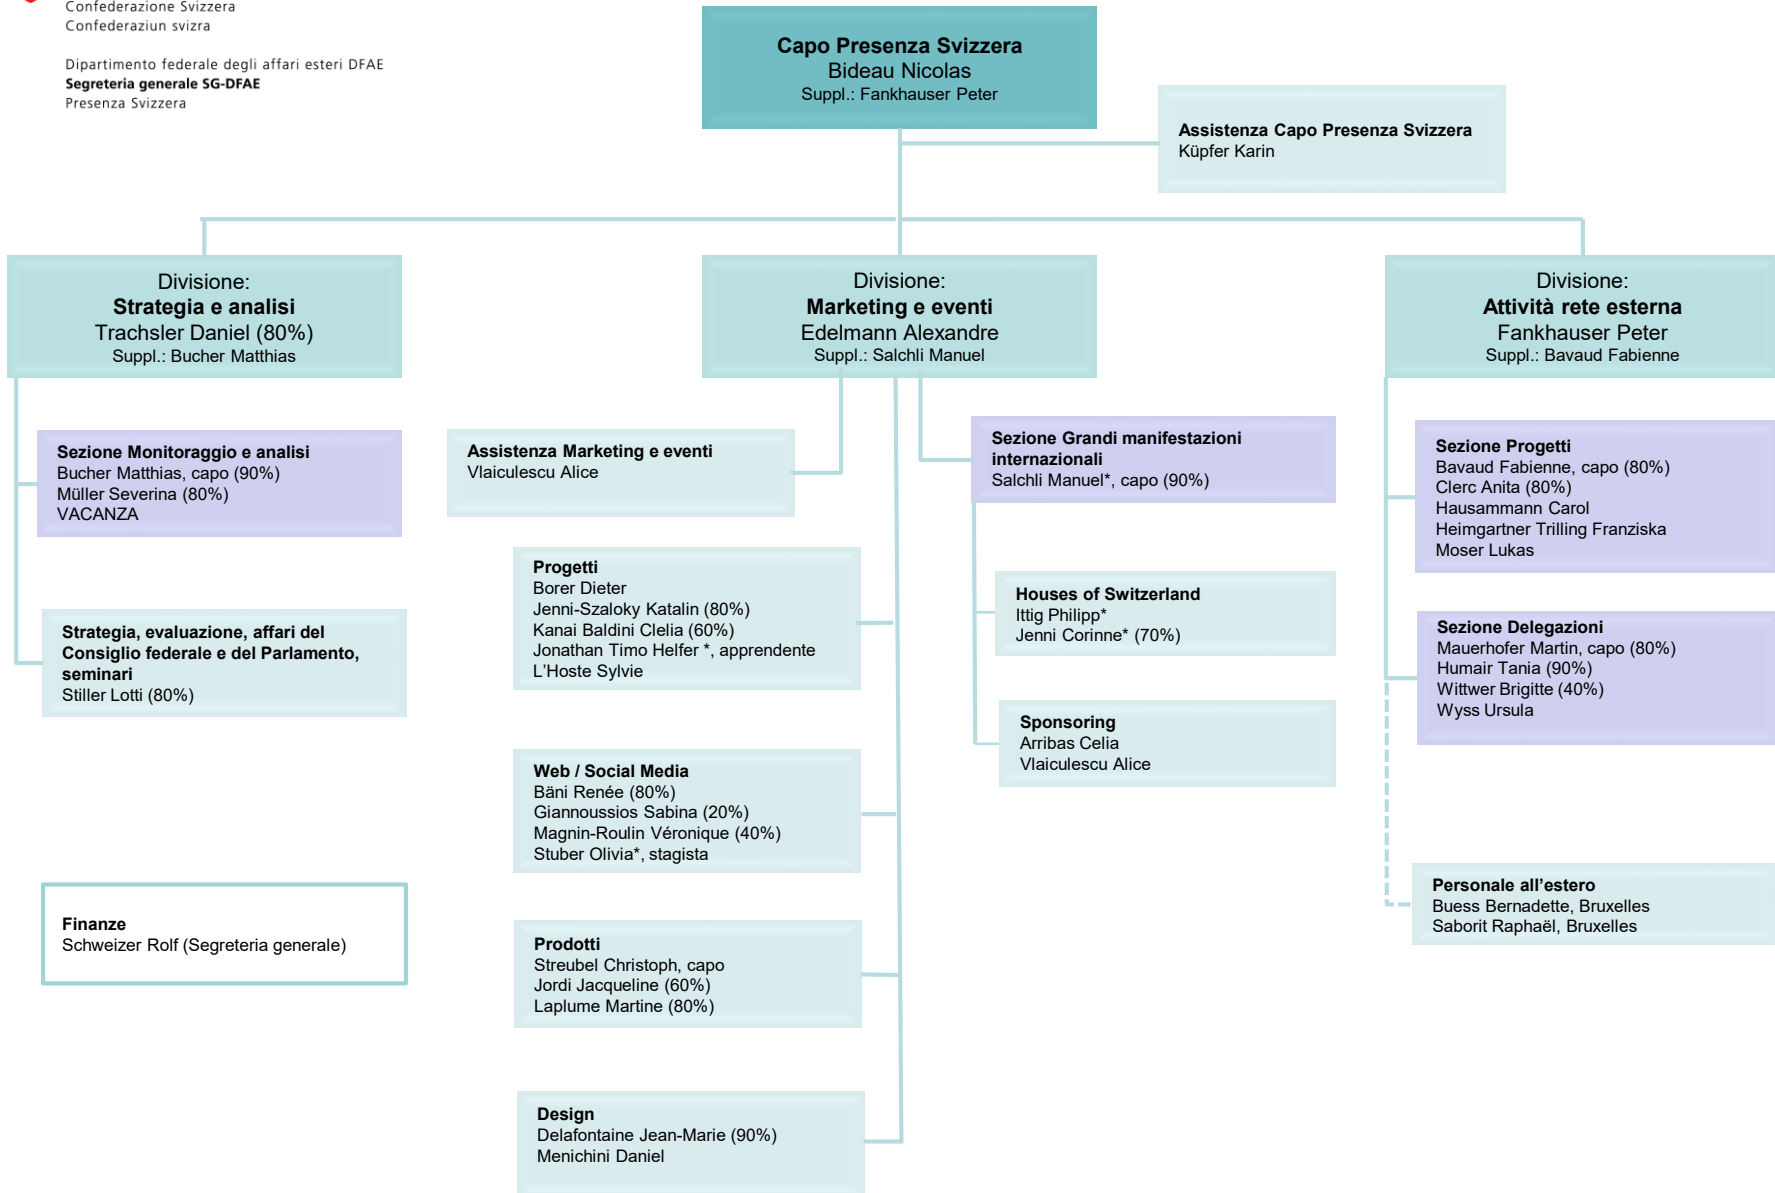 Confederazione Svizzera
Confederaziun svizra
Dipartimento federale degli affari esteri DFAE
Segreteria generale SG-DFAE
Presenza Svizzera
Capo Presenza Svizzera
Bideau Nicolas
Suppl.: Fankhauser Peter
Assistenza Capo Presenza Svizzera
Küpfer Karin
Divisione:
Strategia e analisi
Trachsler Daniel (80%)
Suppl.: Bucher Matthias
Divisione:
Marketing e eventi
Edelmann Alexandre
Suppl.: Salchli Manuel
Divisione:
Attività rete esterna
Fankhauser Peter
Suppl.: Bavaud Fabienne
Sezione Monitoraggio e analisi
Bucher Matthias, capo (90%)
Müller Severina (80%)
VACANZA
Strategia, evaluazione, affari del
Consiglio federale e del Parlamento,
seminari
Stiller Lotti (80%)
Finanze
Schweizer Rolf (Segreteria generale)
Assistenza Marketing e eventi
Vlaiculescu Alice
Progetti
Borer Dieter
Jenni-Szaloky Katalin (80%)
Kanai Baldini Clelia (60%)
Jonathan Timo Helfer *, apprendente
L'Hoste Sylvie
Web / Social Media
Bäni Renée (80%)
Giannoussios Sabina (20%)
Magnin-Roulin Véronique (40%)
Stuber Olivia*, stagista
Prodotti
Streubel Christoph, capo
Jordi Jacqueline (60%)
Laplume Martine (80%)
Design
Delafontaine Jean-Marie (90%)
Menichini Daniel
Sezione Grandi manifestazioni
internazionali
Salchli Manuel*, capo (90%)
Houses of Switzerland
Ittig Philipp*
Jenni Corinne* (70%)
Sponsoring
Arribas Celia
Vlaiculescu Alice
Sezione Progetti
Bavaud Fabienne, capo (80%)
Clerc Anita (80%)
Hausammann Carol
Heimgartner Trilling Franziska
Moser Lukas
Sezione Delegazioni
Mauerhofer Martin, capo (80%)
Humair Tania (90%)
Wittwer Brigitte (40%)
Wyss Ursula
Personale all'estero
Buess Bernadette, Bruxelles
Saborit Raphaël, Bruxelles